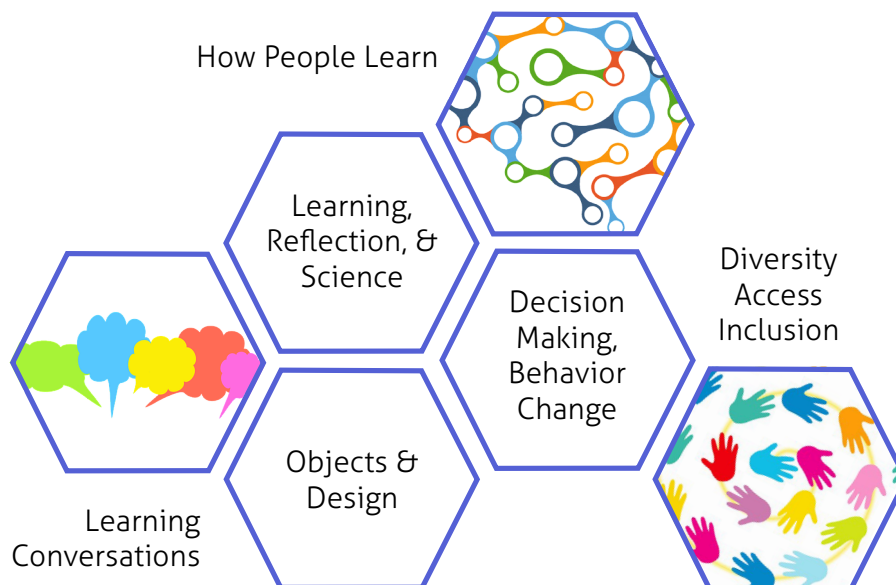 How People Learn
Learning,
Reflection, &
Science
Diversity
Access
Inclusion
Decision
Making,
Behavior
Change
Objects &
Design
Learning
Conversations